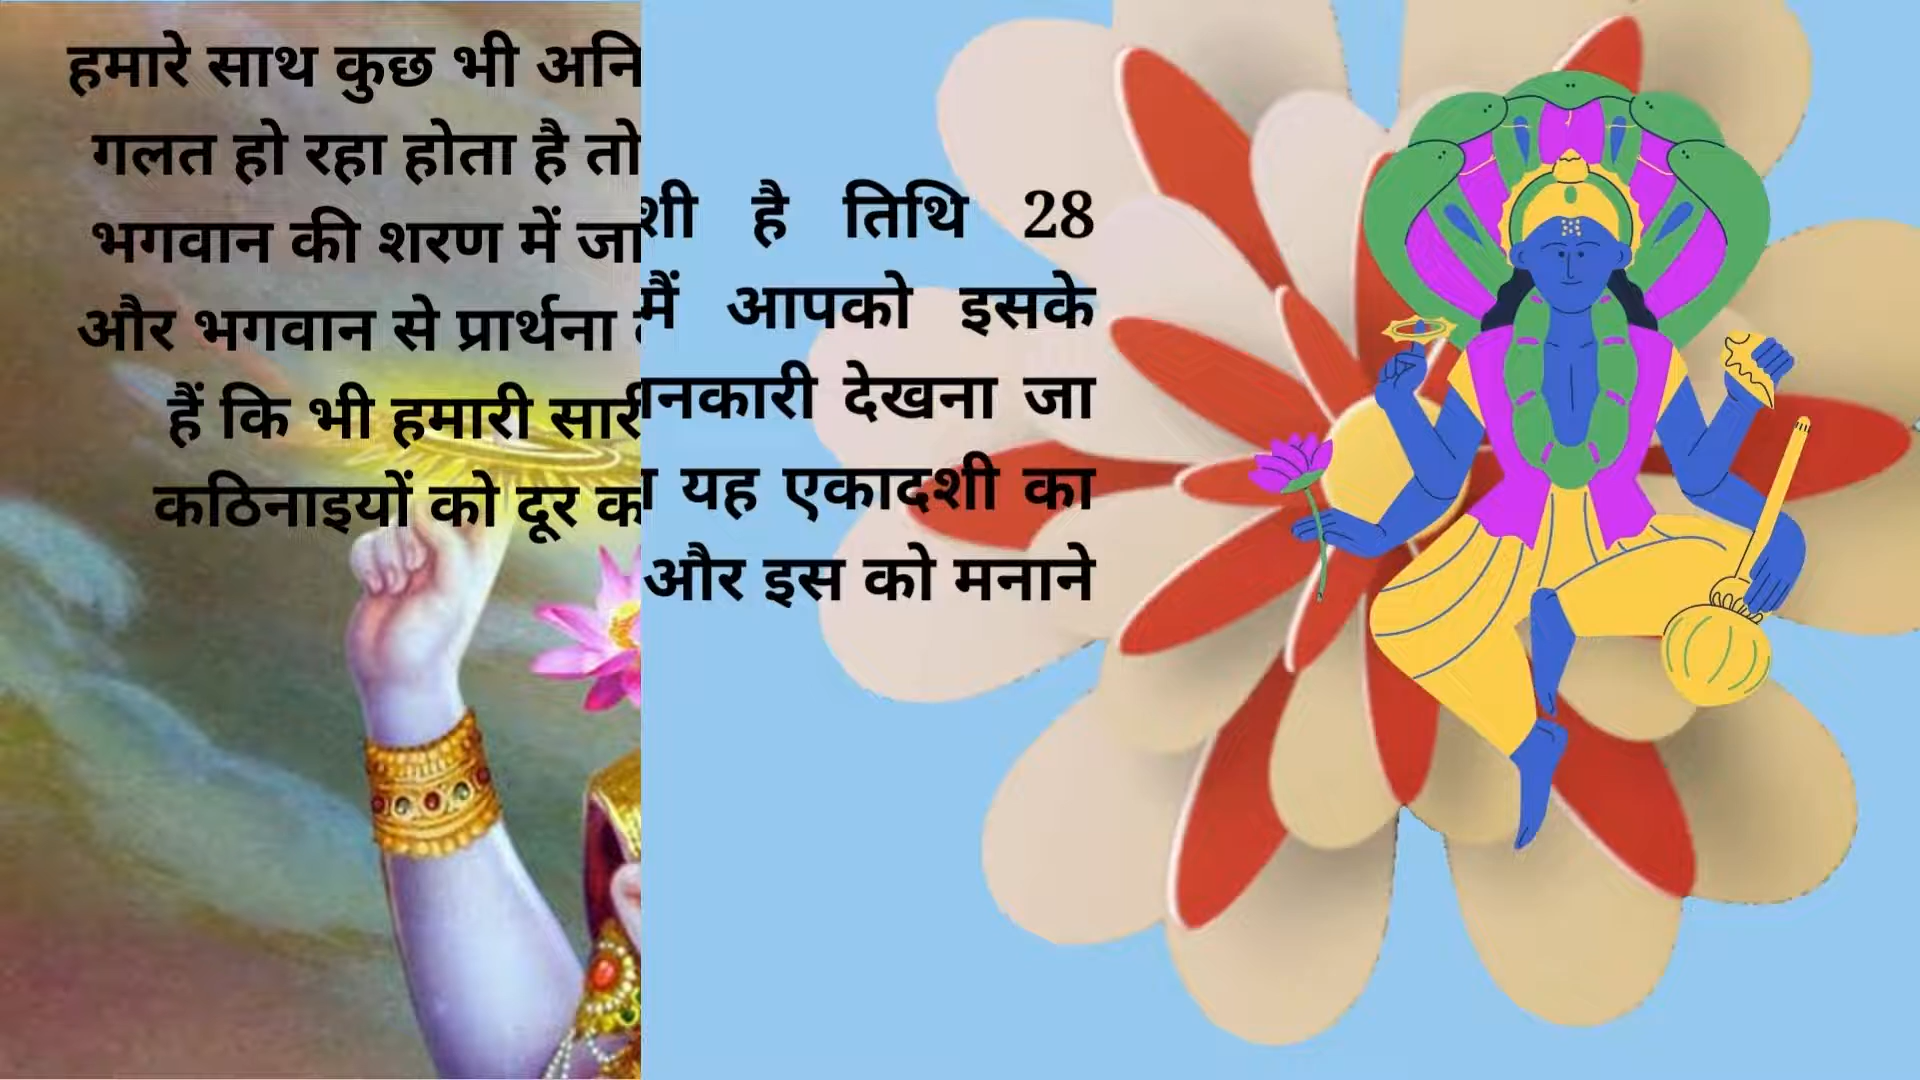 हमारे साथ कुछ भी
गलत हो रहा होता है तो
भगवान की शरण में
और भगवान से प्रार्थना
हैं कि भी हमारी सारी
कठिनाइयों को दूर
है तिथि 28
मैं आपको इसके
देखना जा
यह एकादशी का
और इस को मनाने